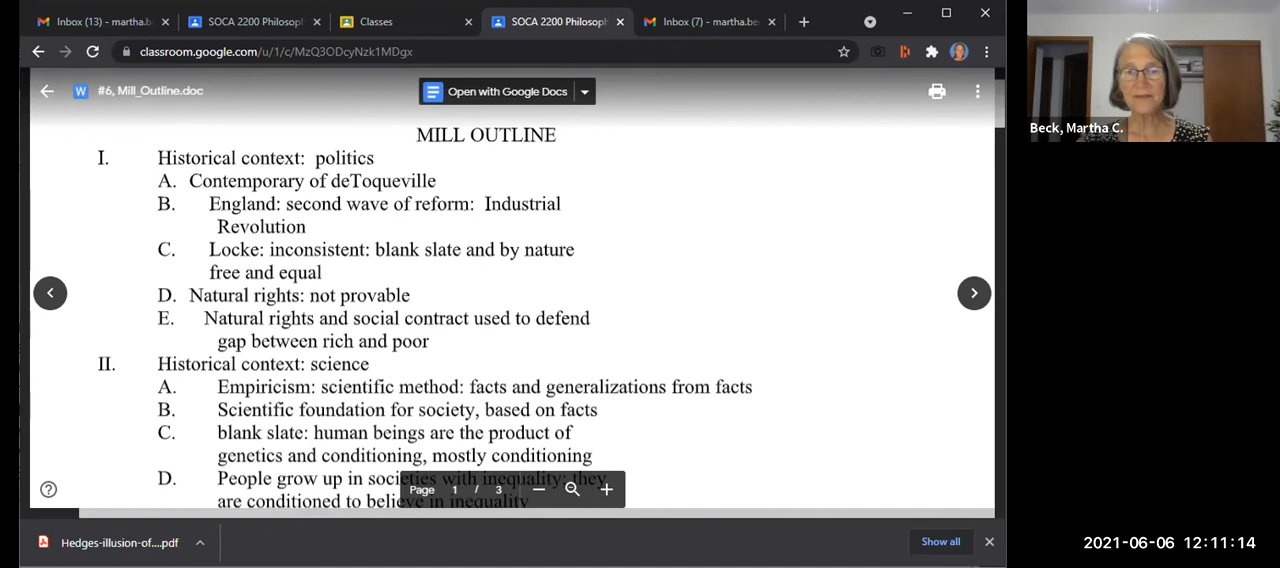 Inbox (13) - martha.b
SOCA 2200 Philosoph
Classes
SOCA 2200 Philosoph
Inbox (7) - martha.be
classroom.google.com/u/1/c/MzQ3ODcyNzk1MDgx
#6, Mill_Outline.doc
Open with Google Docs
MILL OUTLINE
I. Historical context: politics
A. Contemporary of deToqueville
B. England: second wave of reform: Industrial
Revolution
C. Locke: inconsistent: blank slate and by nature
free and equal
D. Natural rights: not provable
E. Natural rights and social contract used to defend
gap between rich and poor
II. Historical context: science
A. Empiricism: scientific method: facts and generalizations from facts
B. Scientific foundation for society, based on facts
C. blank slate: human beings are the product of
genetics and conditioning, mostly conditioning
D. People grow up in societies with inequality: they
are conditioned to believe in inequality
Page 1 / 3
Hedges-illusion-of....pdf
Show all
Beck, Martha C.
2021-06-06 12:11:14